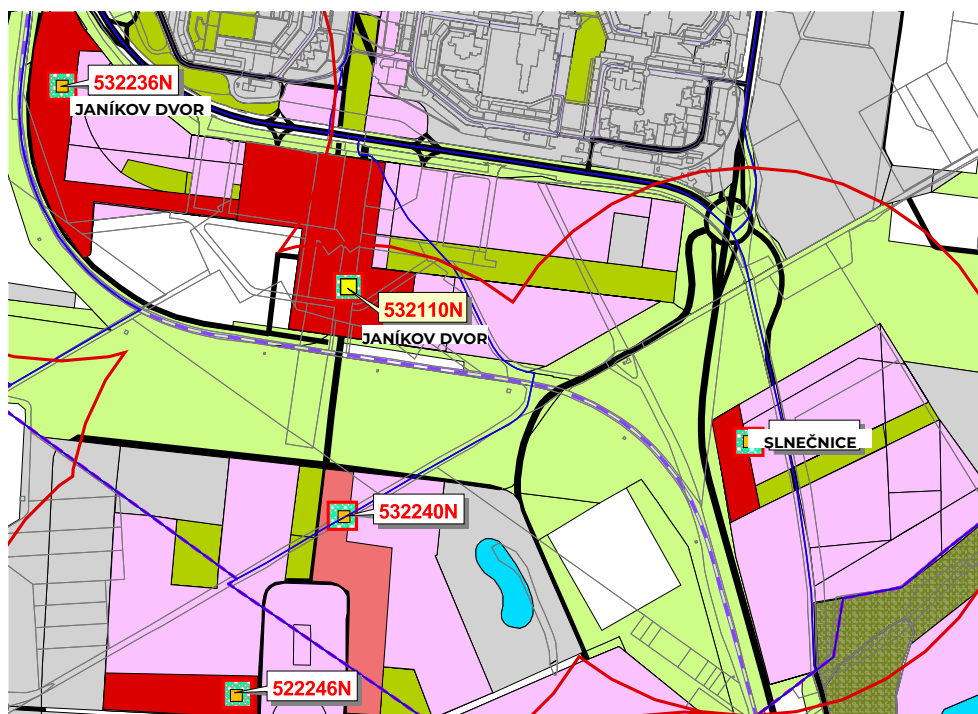 532236N
JANÍKOV DVOR
532110N
JANÍKOV DVOR
SLNEČNICE
532240N
522246N